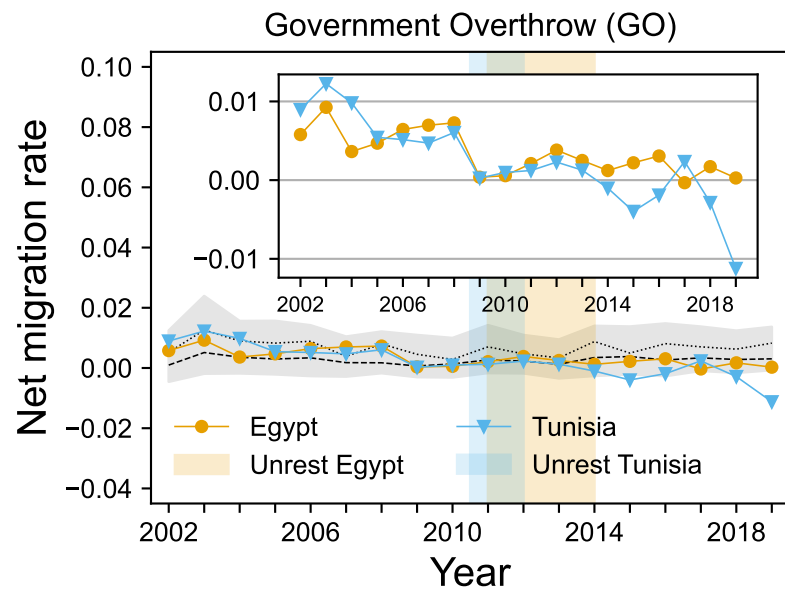 Government Overthrow (GO)
Net migration rate
0.10
0.08
0.06
0.04
0.02
0.00
−0.02
−0.04
0.01
0.00
−0.01
2002 2006 2010 2014 2018
Egypt Tunisia
Unrest Egypt Unrest Tunisia
2002 2006 2010 2014 2018
Year